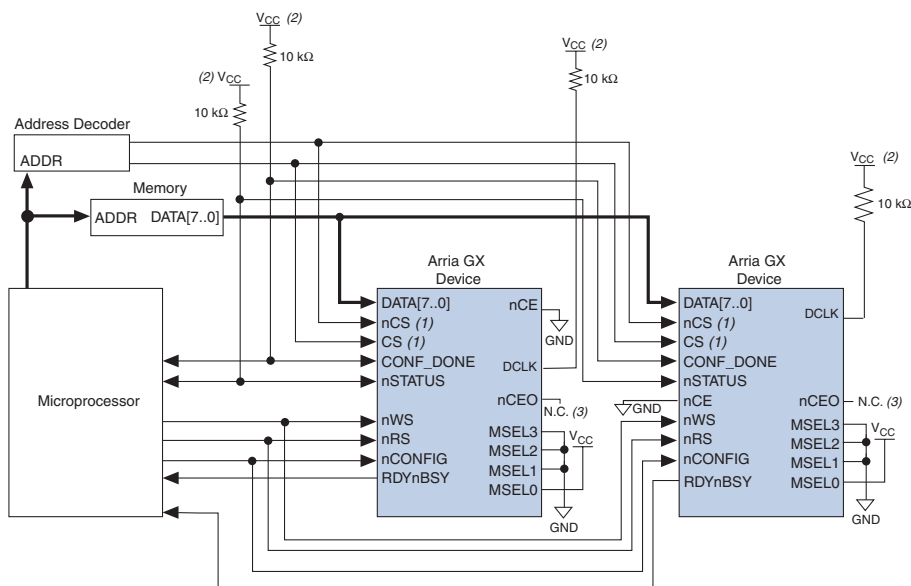 VCC (2)
10 kΩ
VCC (2)
10 kΩ
(2) VCC
10 kΩ
Address Decoder
ADDR
VCC (2)
10 kΩ
Memory
ADDR DATA[7..0]
Arria GX
Device
DATA[7..0]
nCS (1)
CS (1)
CONF_DONE
nSTATUS
nWS
nRS
nCONFIG
RDYnBSY
nCE
GND
DCLK
nCEO
N.C. (3)
MSEL3
MSEL2
MSEL1
MSEL0
VCC
GND
Microprocessor
Arria GX
Device
DATA[7..0]
nCS (1)
CS (1)
CONF_DONE
nSTATUS
nCE
GND
nWS
nRS
nCONFIG
RDYnBSY
DCLK
nCEO
N.C. (3)
MSEL3
MSEL2
MSEL1
MSEL0
VCC
GND